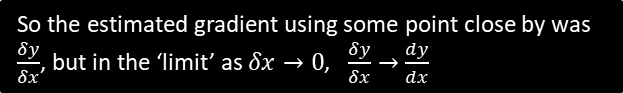 So the estimated gradient using some point close by was
δy/δx, but in the ‘limit’ as δx → 0, δy/δx → dy/dx